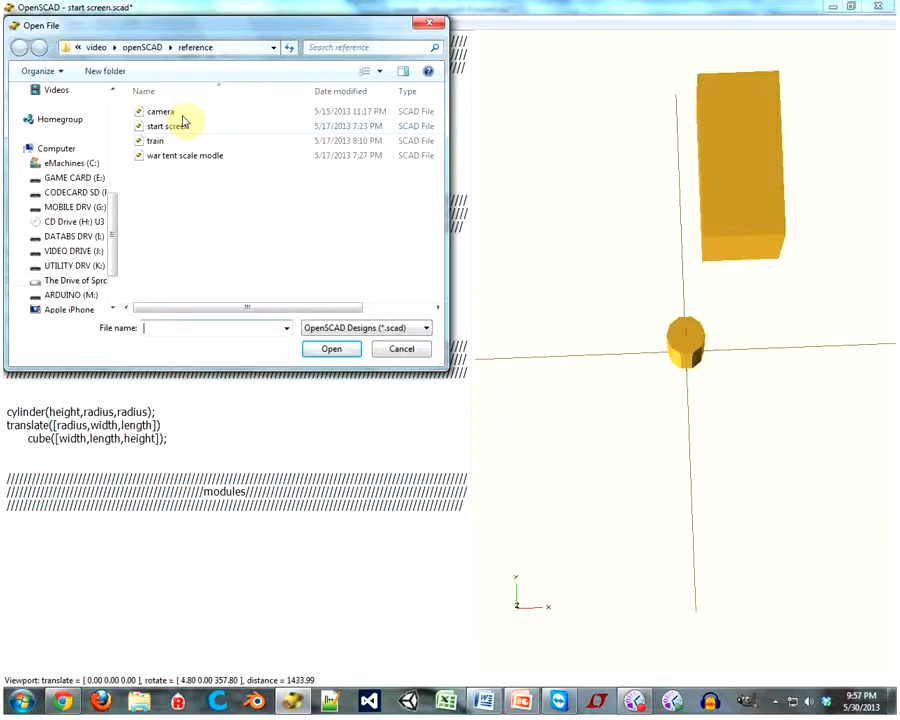 OpenSCAD - start screen.scad*
Open File
« video ▸ openSCAD ▸ reference
Search reference
Organize ▾ New folder
Name Date modified Type
camera 5/15/2013 11:17 PM SCAD File
start screen 5/17/2013 7:23 PM SCAD File
train 5/17/2013 8:10 PM SCAD File
war tent scale modle 5/17/2013 7:27 PM SCAD File
Videos
Homegroup
Computer
eMachines (C:)
GAME CARD (E:)
CODECARD SD (F
MOBILE DRV (G:)
CD Drive (H:) U3
DATABS DRV (I:)
VIDEO DRIVE (J:)
UTILITY DRV (K:)
The Drive of Sprc
ARDUINO (M:)
Apple iPhone
File name:
OpenSCAD Designs (*.scad)
Open Cancel
cylinder(height,radius,radius);
translate([radius,width,length])
cube([width,length,height]);
modules
Y
Z X
Viewport: translate = [ 0.00 0.00 0.00 ], rotate = [ 4.80 0.00 357.80 ], distance = 1433.99
9:57 PM
5/30/2013